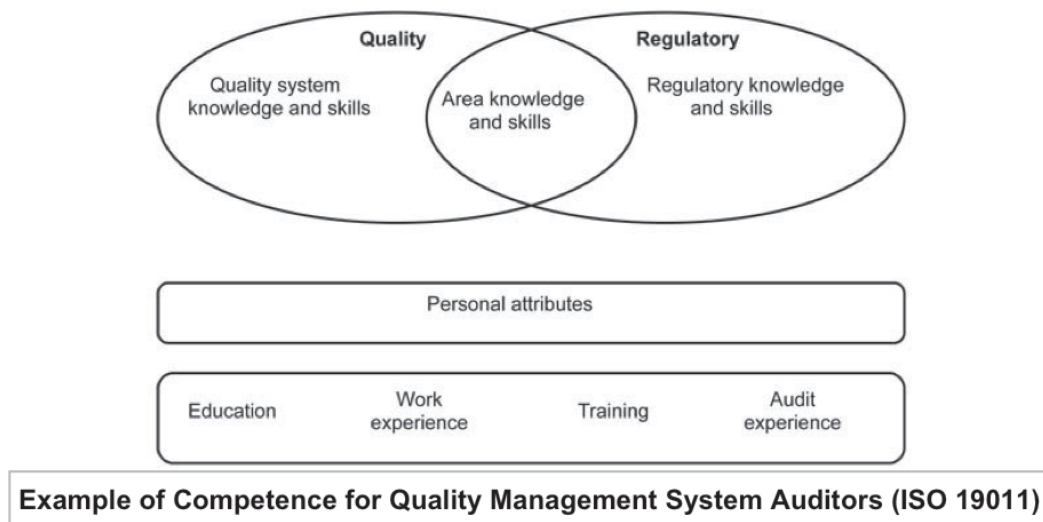 Quality
Regulatory
Quality system
knowledge and skills
Area knowledge
and skills
Regulatory knowledge
and skills
Personal attributes
Education
Work
experience
Training
Audit
experience
Example of Competence for Quality Management System Auditors (ISO 19011)